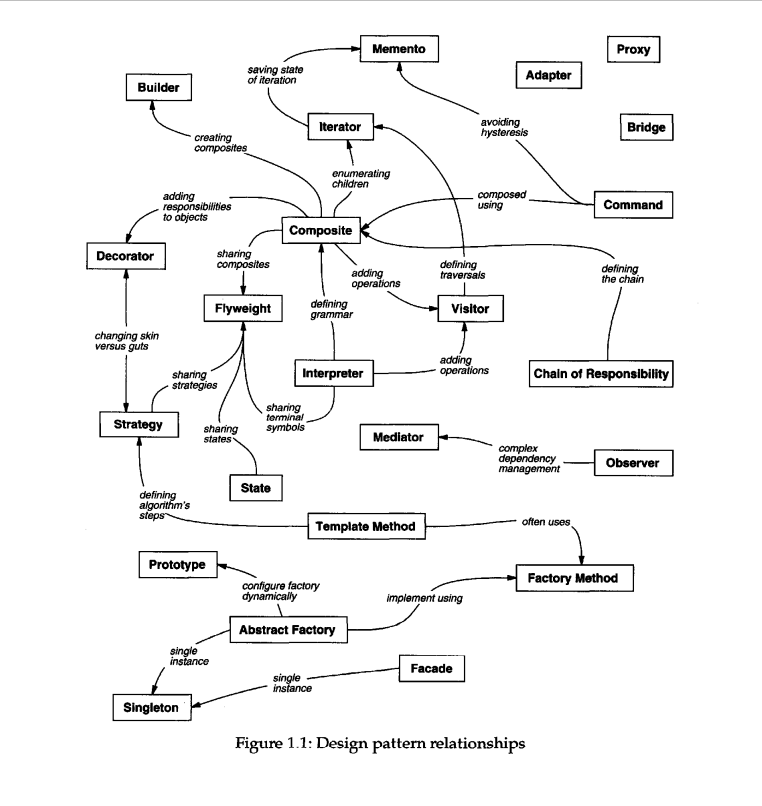 Memento
Proxy
Adapter
saving state
of iteration
Builder
Iterator
avoiding
hysteresis
Bridge
creating
composites
enumerating
children
adding
responsibilities
to objects
composed
using
Command
Composite
Decorator
sharing
composites
adding
operations
defining
traversals
defining
the chain
Flyweight
defining
grammar
Visitor
changing skin
versus guts
sharing
strategies
Interpreter
adding
operations
Chain of Responsibility
sharing
terminal
symbols
Strategy
sharing
states
Mediator
complex
dependency
management
Observer
State
defining
algorithm's
steps
Template Method
often uses
Prototype
configure factory
dynamically
implement using
Factory Method
Abstract Factory
single
instance
Facade
single
instance
Singleton
Figure 1.1: Design pattern relationships